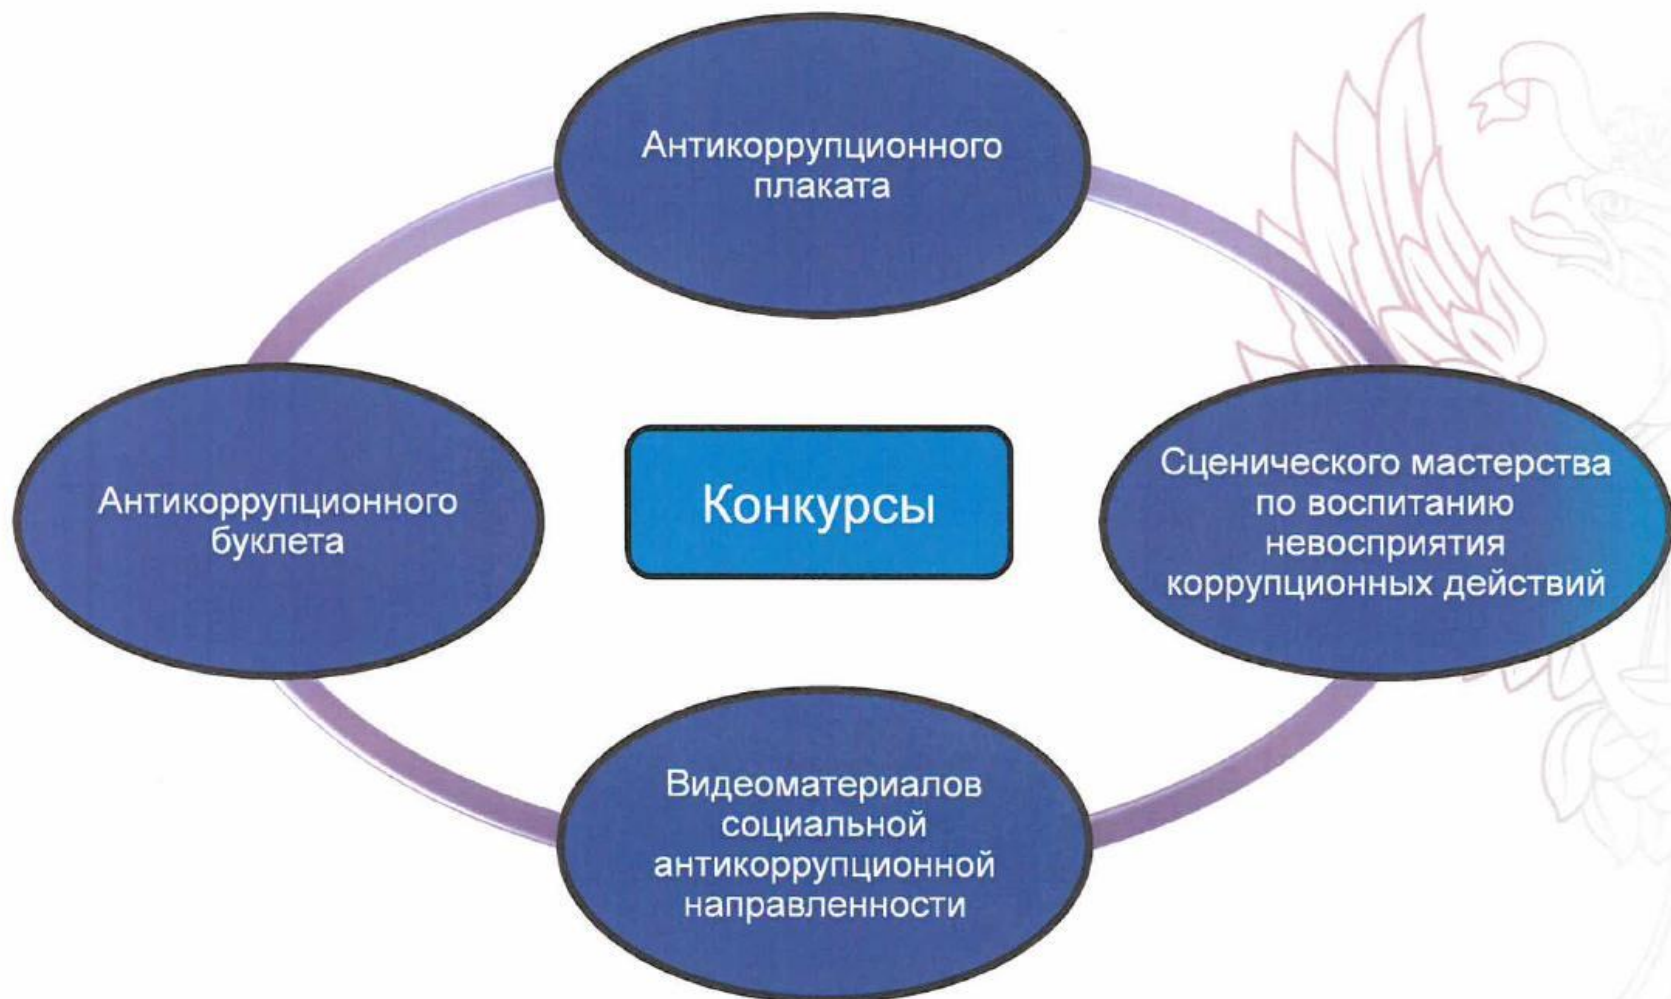 Антикоррупционного
плаката
Антикоррупционного
буклета
Конкурсы
Сценического мастерства
по воспитанию
невосприятия
коррупционных действий
Видеоматериалов
социальной
антикоррупционной
направленности